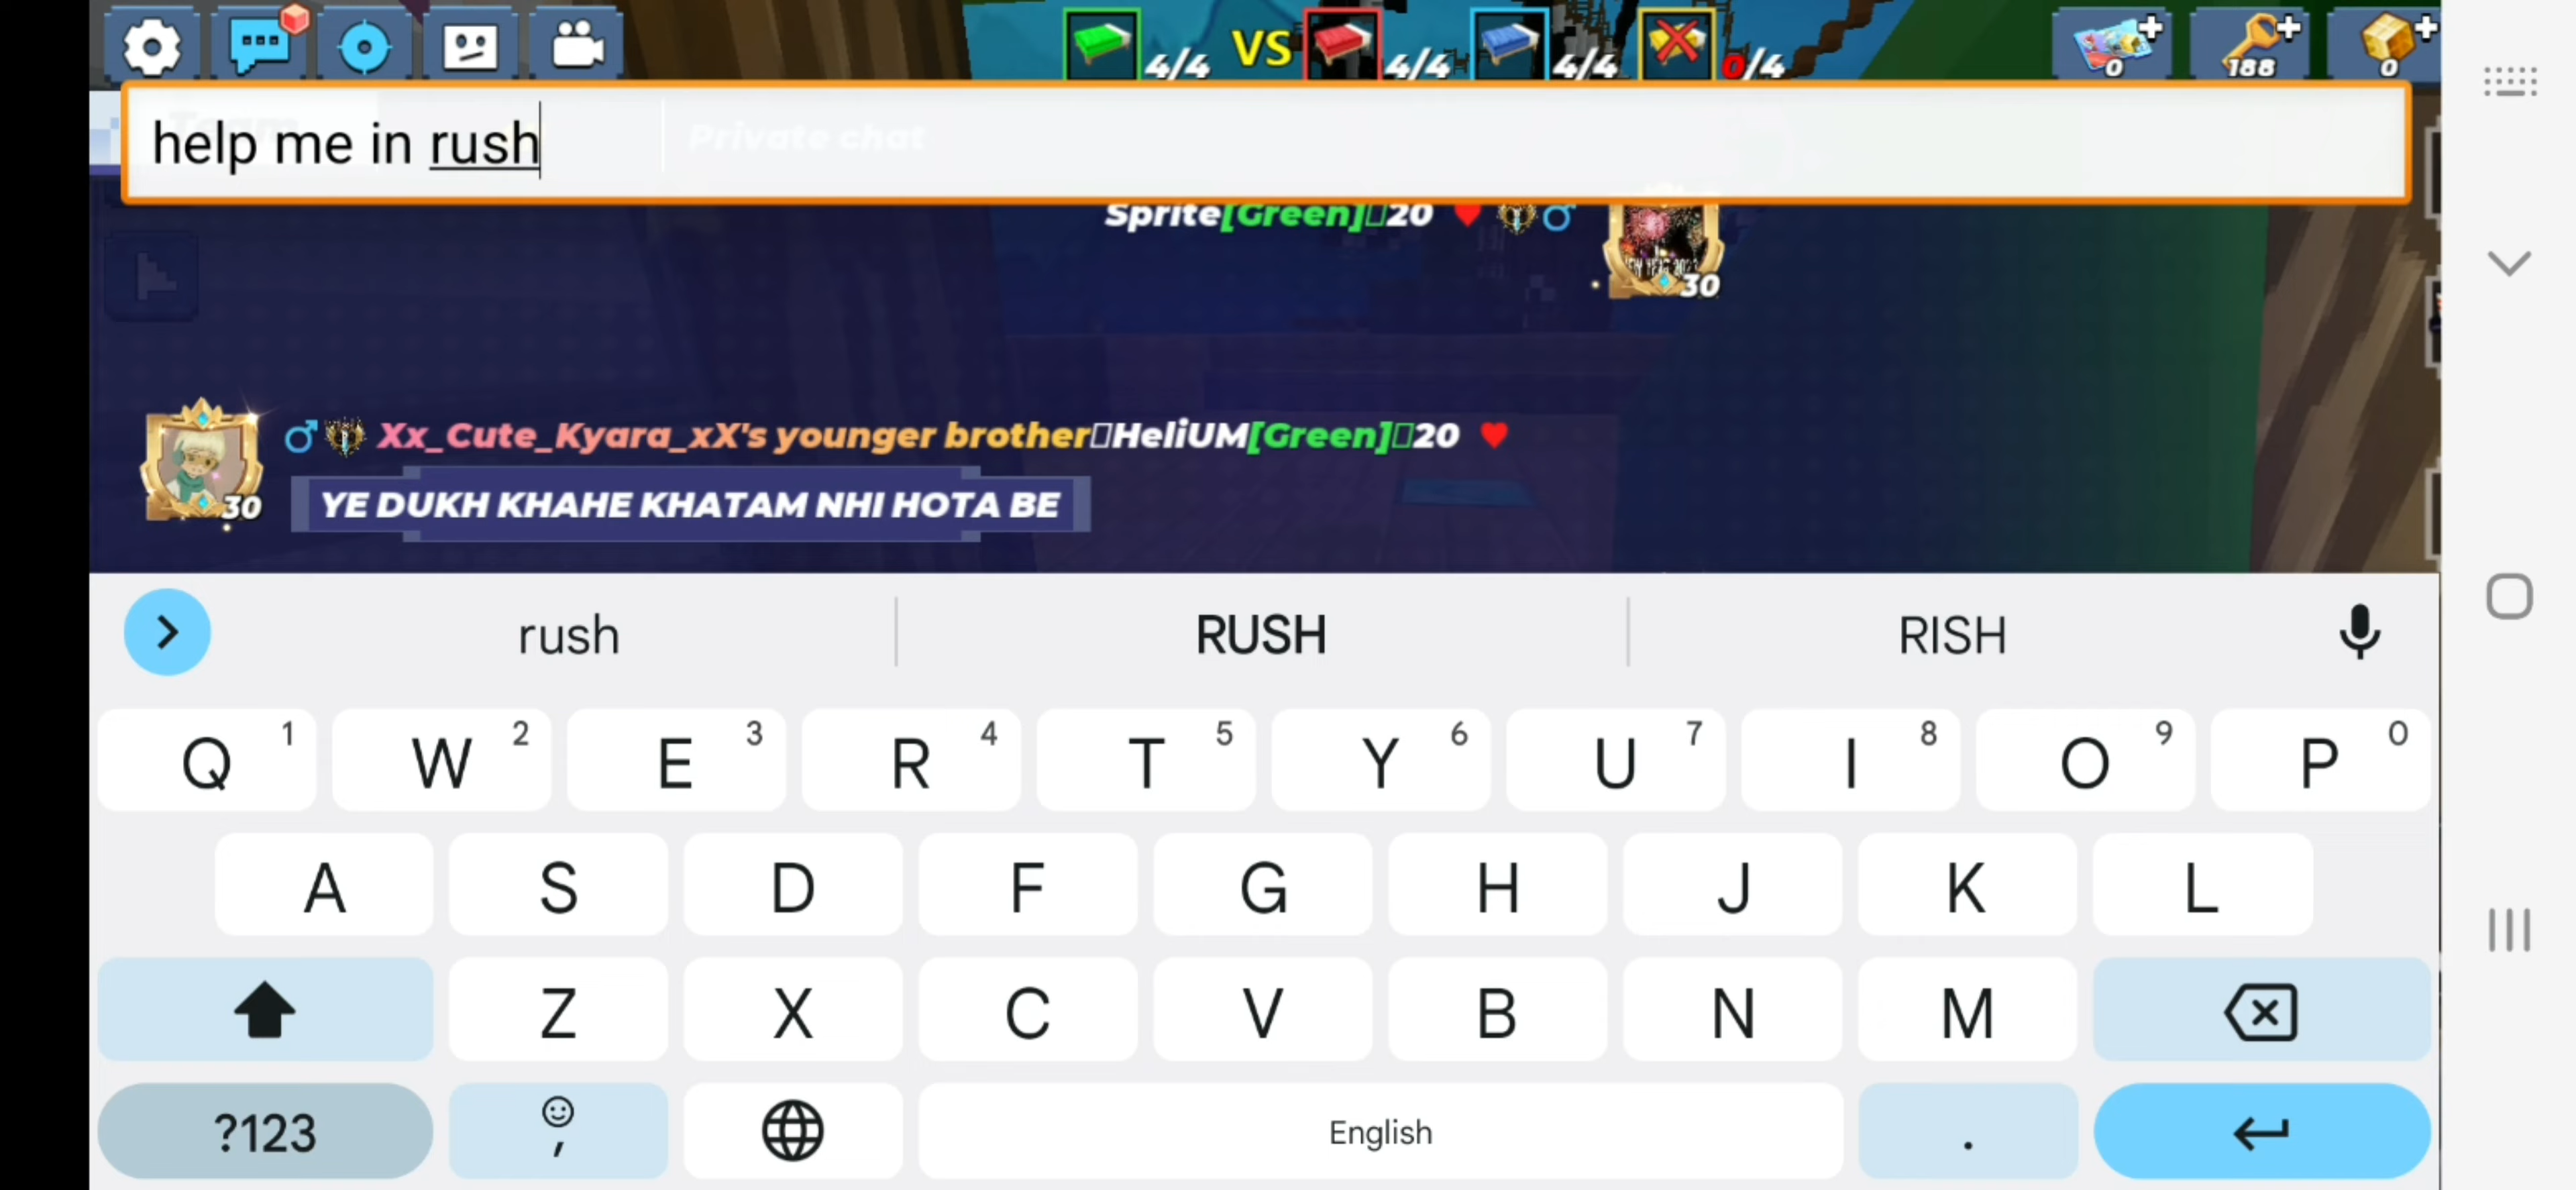 4/4 VS 4/4 4/4 0/4
0 188 0
help me in rush
Private chat
Sprite[Green]▯20
30
Xx_Cute_Kyara_xX's younger brother▯HeliUM[Green]▯20
YE DUKH KHAHE KHATAM NHI HOTA BE
30
rush RUSH RISH
Q 1 W 2 E 3 R 4 T 5 Y 6 U 7 I 8 O 9 P 0
A S D F G H J K L
Z X C V B N M
?123 , English .